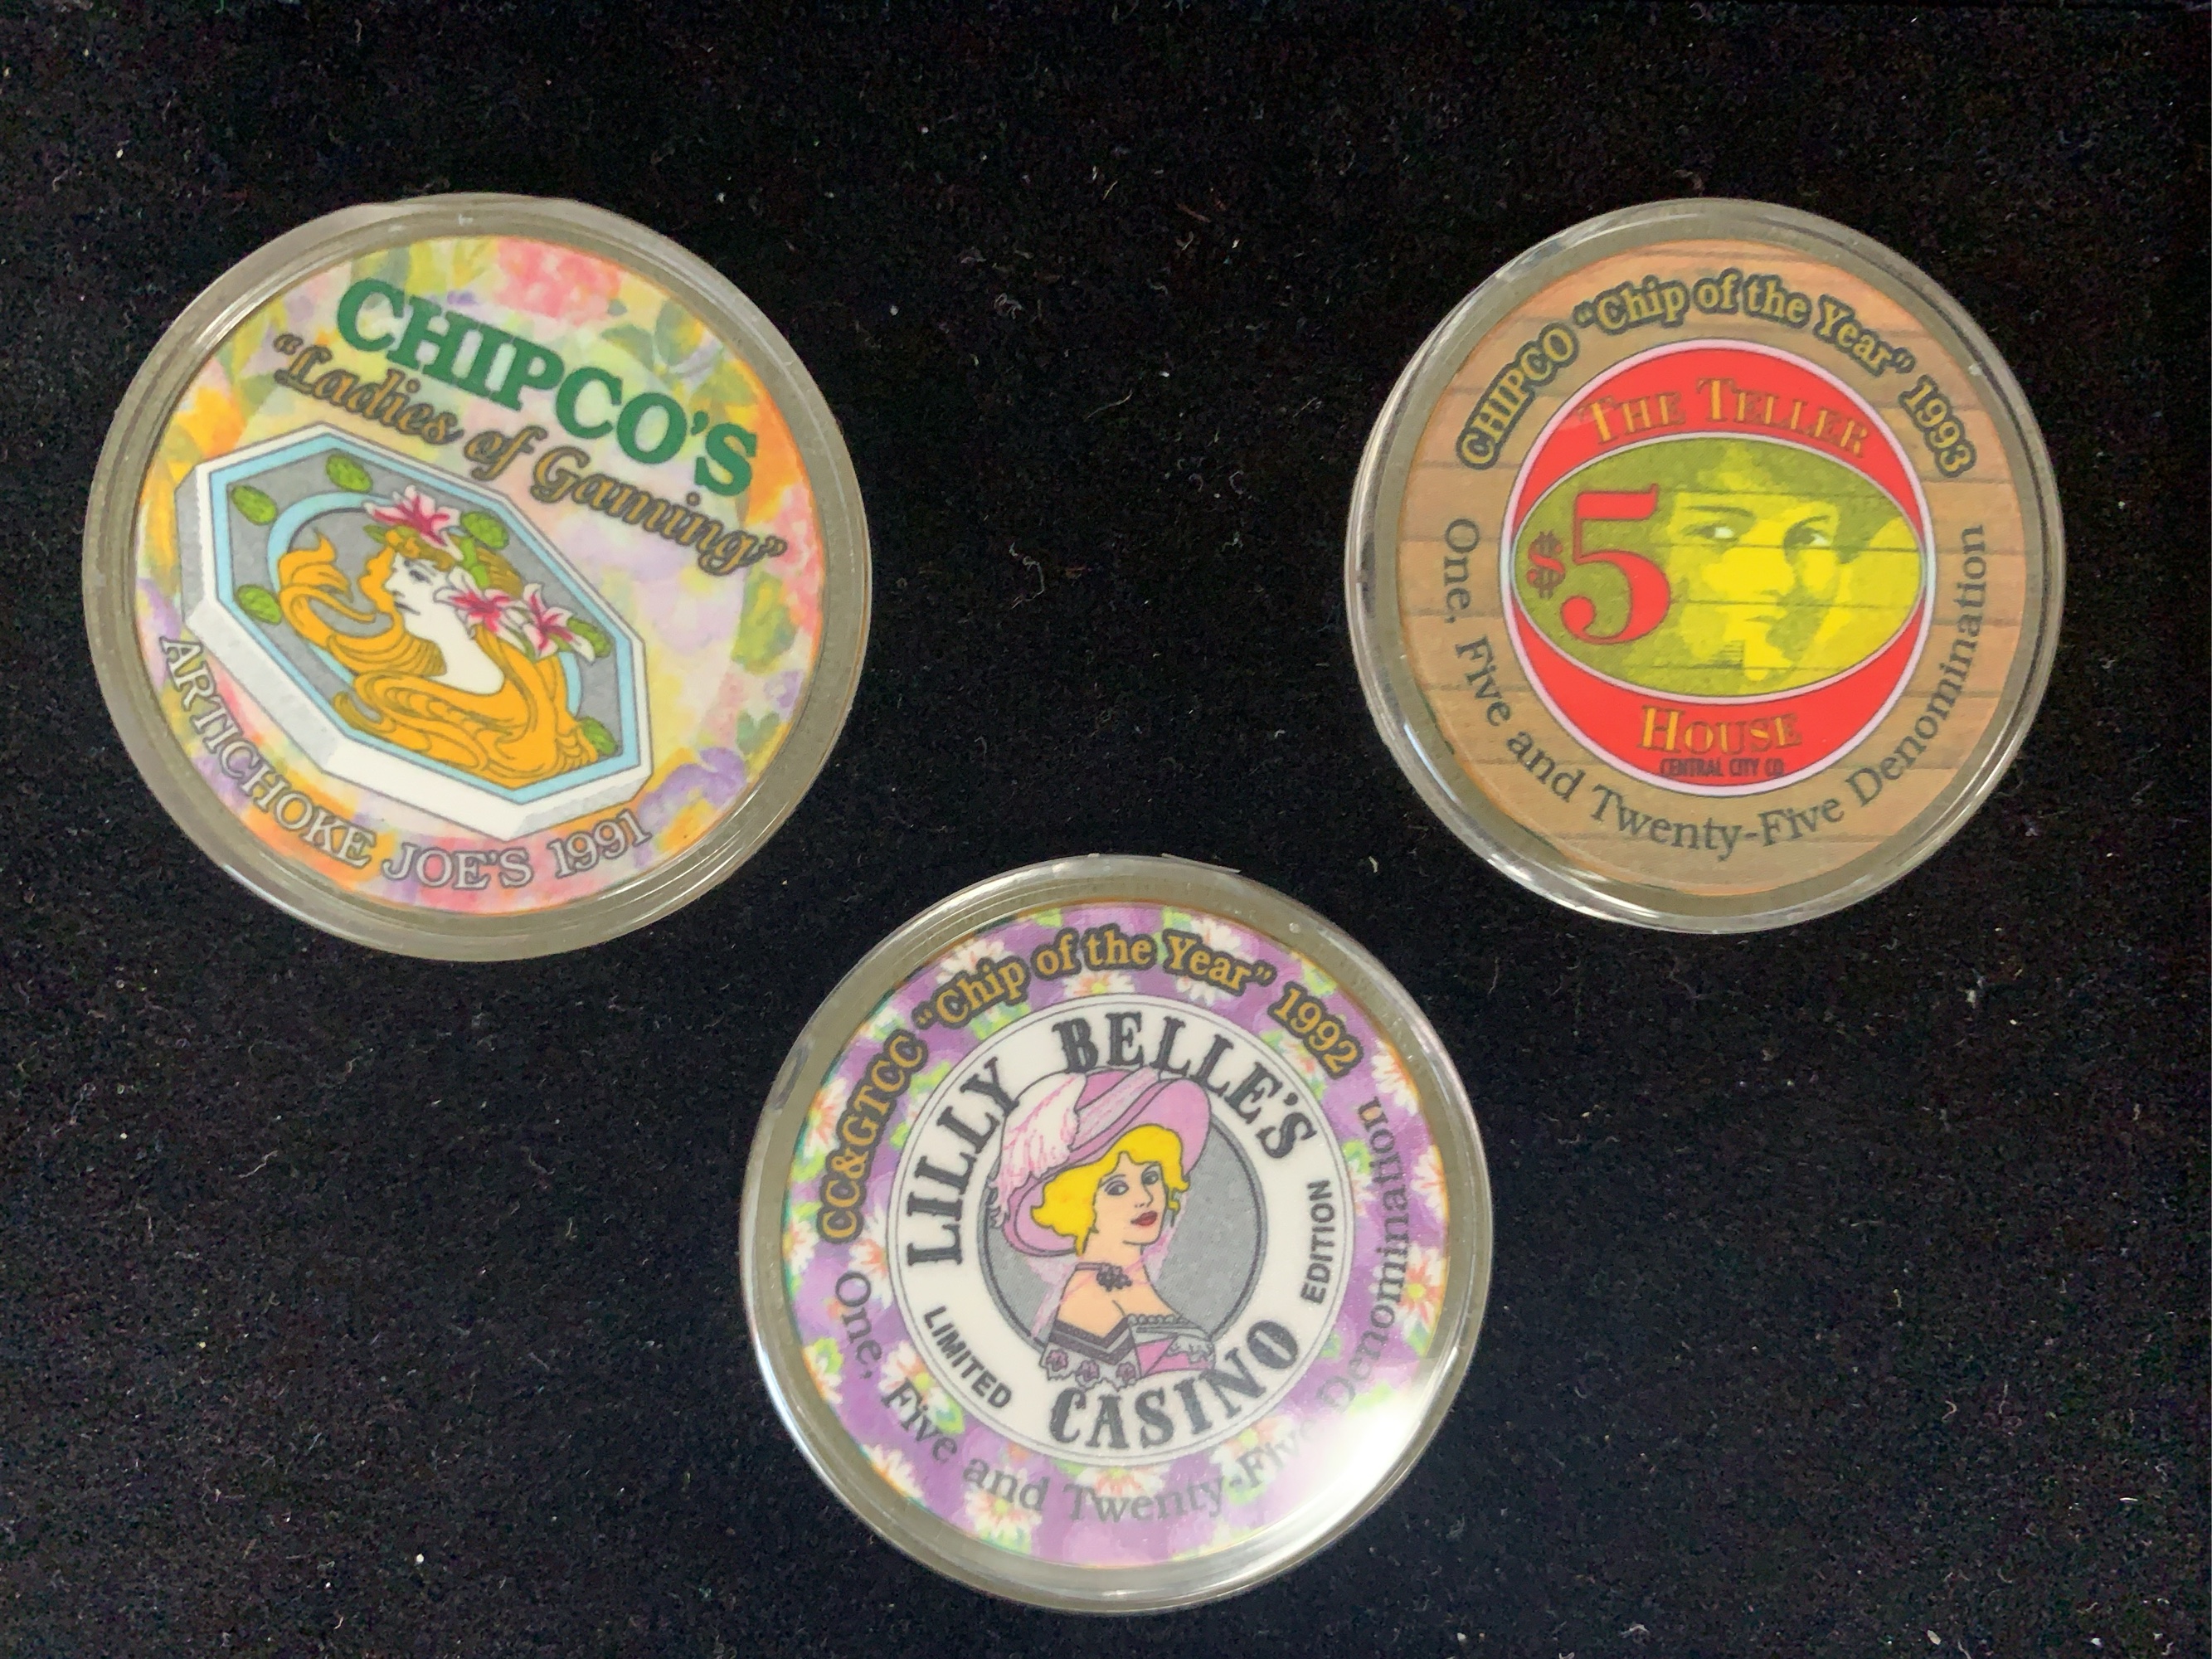 CHIPCO'S
"Ladies of Gaming"
ARTICHOKE JOE'S 1991
CHIPCO "Chip of the Year" 1993
THE TELLER
$5
HOUSE
CENTRAL CITY CO.
One, Five and Twenty-Five Denomination
CC&GTCC "Chip of the Year" 1992
LILLY BELLE'S
CASINO
LIMITED
EDITION
One, Five and Twenty-Five Denomination